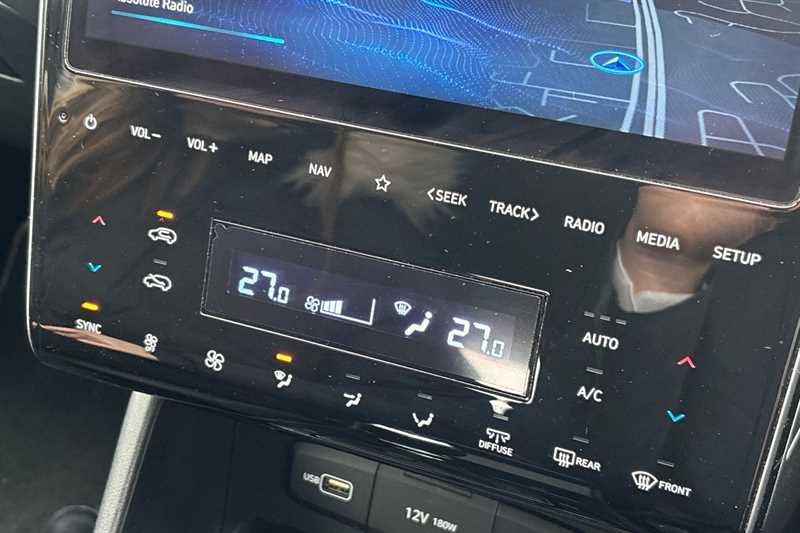 Absolute Radio
VOL–
VOL+
MAP
NAV
<SEEK
TRACK>
RADIO
MEDIA
SETUP
27.0
27.0
SYNC
AUTO
A/C
DIFFUSE
REAR
FRONT
USB
12V 180W